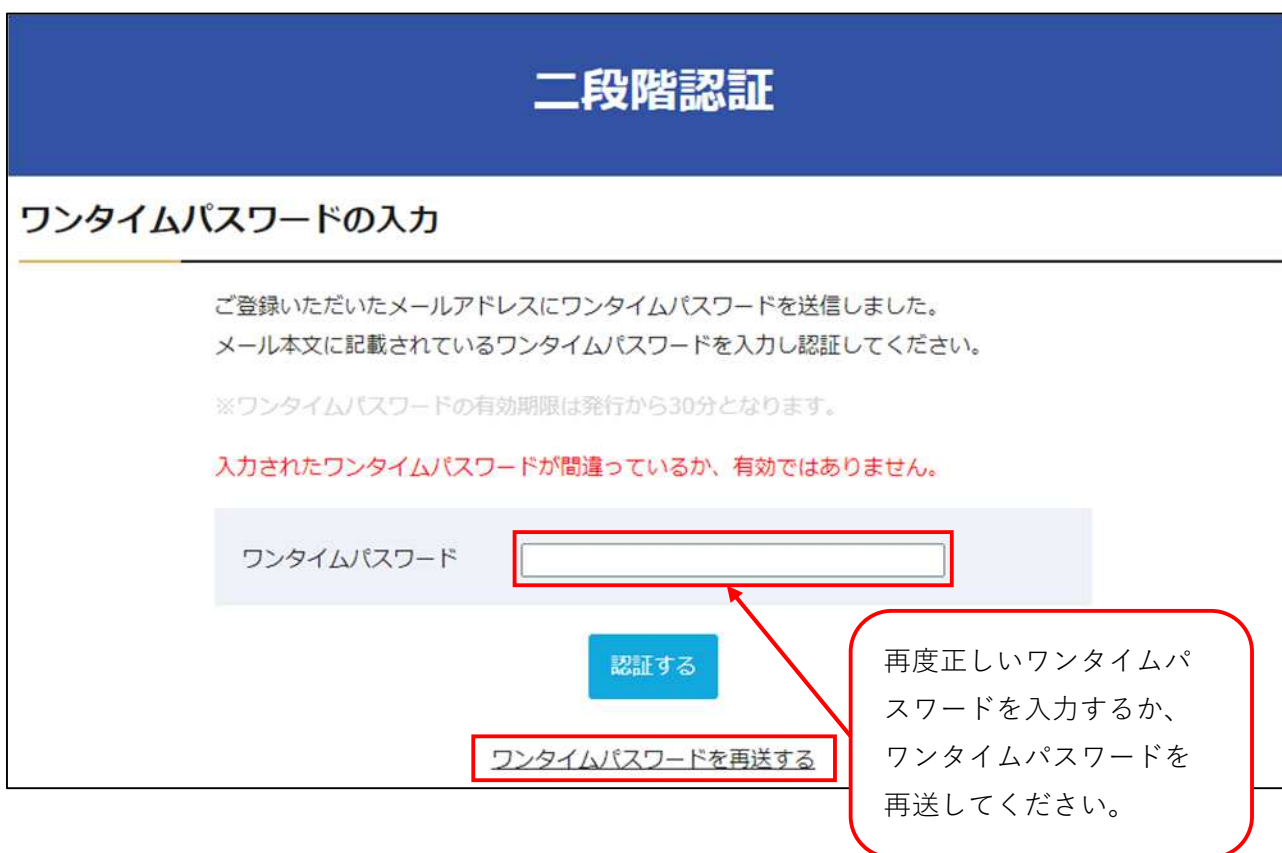 二段階認証
ワンタイムパスワードの入力
ご登録いただいたメールアドレスにワンタイムパスワードを送信しました。
メール本文に記載されているワンタイムパスワードを入力し認証してください。
※ワンタイムパスワードの有効期限は発行から30分となります。
入力されたワンタイムパスワードが間違っているか、有効ではありません。
ワンタイムパスワード
認証する
ワンタイムパスワードを再送する
再度正しいワンタイムパ
スワードを入力するか、
ワンタイムパスワードを
再送してください。